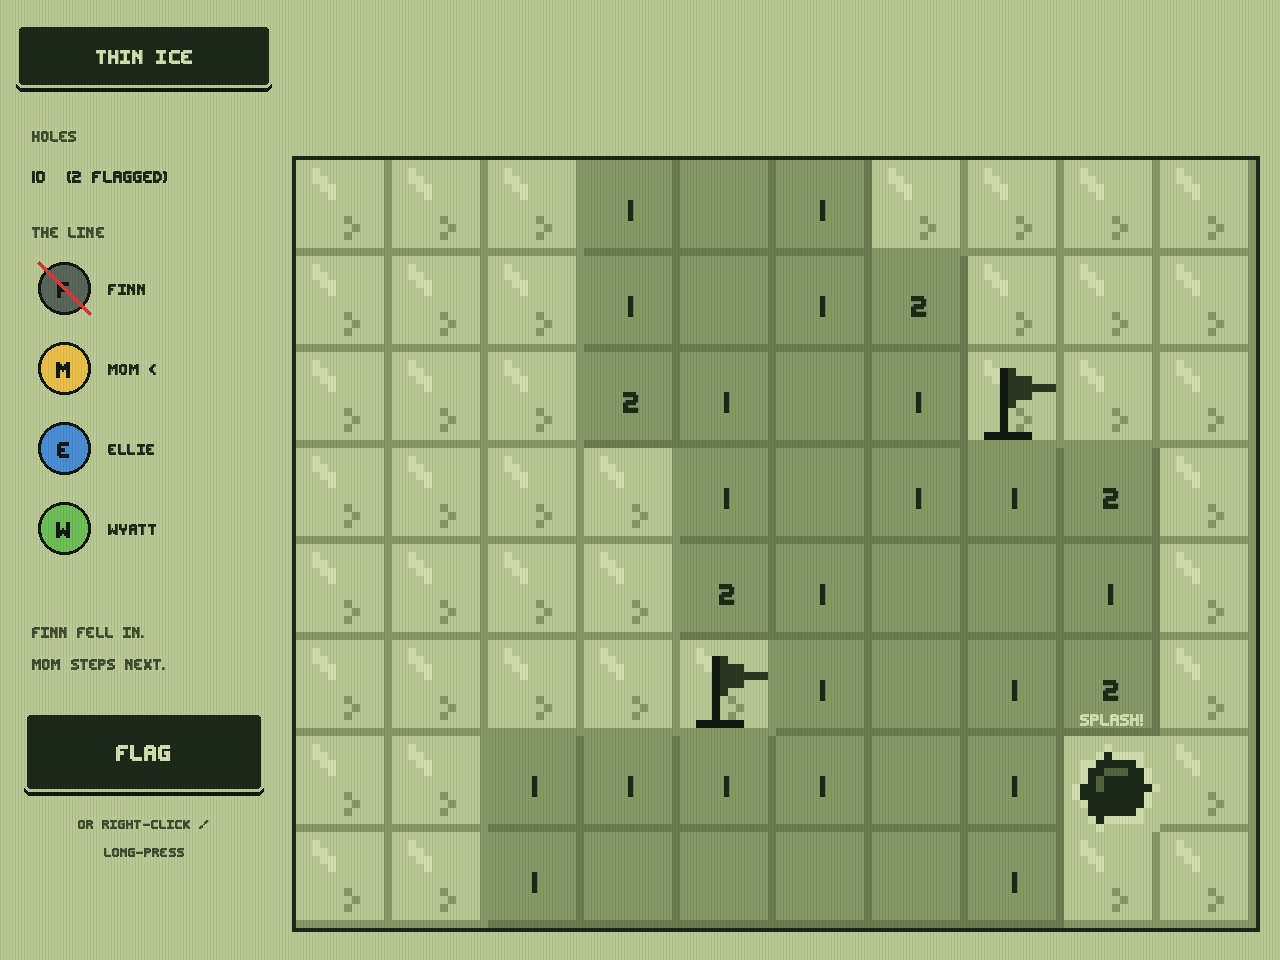 THIN ICE
HOLES
10 (2 FLAGGED)
THE LINE
F FINN
M MOM <
E ELLIE
W WYATT
FINN FELL IN.
MOM STEPS NEXT.
FLAG
OR RIGHT-CLICK /
LONG-PRESS
1 1
1 1 2
2 1 1
1 1 1 2
2 1 1
1 1 2
SPLASH!
1 1 1 1 1
1 1